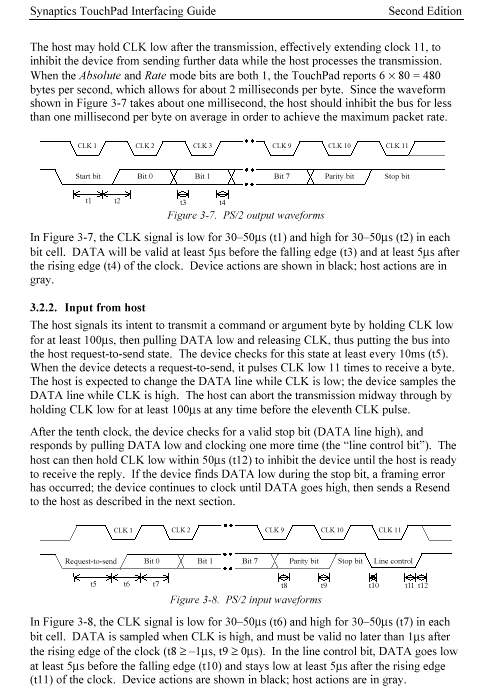 Synaptics TouchPad Interfacing Guide Second Edition
The host may hold CLK low after the transmission, effectively extending clock 11, to
inhibit the device from sending further data while the host processes the transmission.
When the Absolute and Rate mode bits are both 1, the TouchPad reports 6 × 80 = 480
bytes per second, which allows for about 2 milliseconds per byte. Since the waveform
shown in Figure 3-7 takes about one millisecond, the host should inhibit the bus for less
than one millisecond per byte on average in order to achieve the maximum packet rate.
CLK 1 CLK 2 CLK 3 CLK 9 CLK 10 CLK 11
Start bit Bit 0 Bit 1 Bit 7 Parity bit Stop bit
t1 t2 t3 t4
Figure 3-7. PS/2 output waveforms
In Figure 3-7, the CLK signal is low for 30–50μs (t1) and high for 30–50μs (t2) in each
bit cell. DATA will be valid at least 5μs before the falling edge (t3) and at least 5μs after
the rising edge (t4) of the clock. Device actions are shown in black; host actions are in
gray.
3.2.2. Input from host
The host signals its intent to transmit a command or argument byte by holding CLK low
for at least 100μs, then pulling DATA low and releasing CLK, thus putting the bus into
the host request-to-send state. The device checks for this state at least every 10ms (t5).
When the device detects a request-to-send, it pulses CLK low 11 times to receive a byte.
The host is expected to change the DATA line while CLK is low; the device samples the
DATA line while CLK is high. The host can abort the transmission midway through by
holding CLK low for at least 100μs at any time before the eleventh CLK pulse.
After the tenth clock, the device checks for a valid stop bit (DATA line high), and
responds by pulling DATA low and clocking one more time (the “line control bit”). The
host can then hold CLK low within 50μs (t12) to inhibit the device until the host is ready
to receive the reply. If the device finds DATA low during the stop bit, a framing error
has occurred; the device continues to clock until DATA goes high, then sends a Resend
to the host as described in the next section.
CLK 1 CLK 2 CLK 9 CLK 10 CLK 11
Request-to-send Bit 0 Bit 1 Bit 7 Parity bit Stop bit Line control
t5 t6 t7 t8 t9 t10 t11 t12
Figure 3-8. PS/2 input waveforms
In Figure 3-8, the CLK signal is low for 30–50μs (t6) and high for 30–50μs (t7) in each
bit cell. DATA is sampled when CLK is high, and must be valid no later than 1μs after
the rising edge of the clock (t8 ≥ –1μs, t9 ≥ 0μs). In the line control bit, DATA goes low
at least 5μs before the falling edge (t10) and stays low at least 5μs after the rising edge
(t11) of the clock. Device actions are shown in black; host actions are in gray.